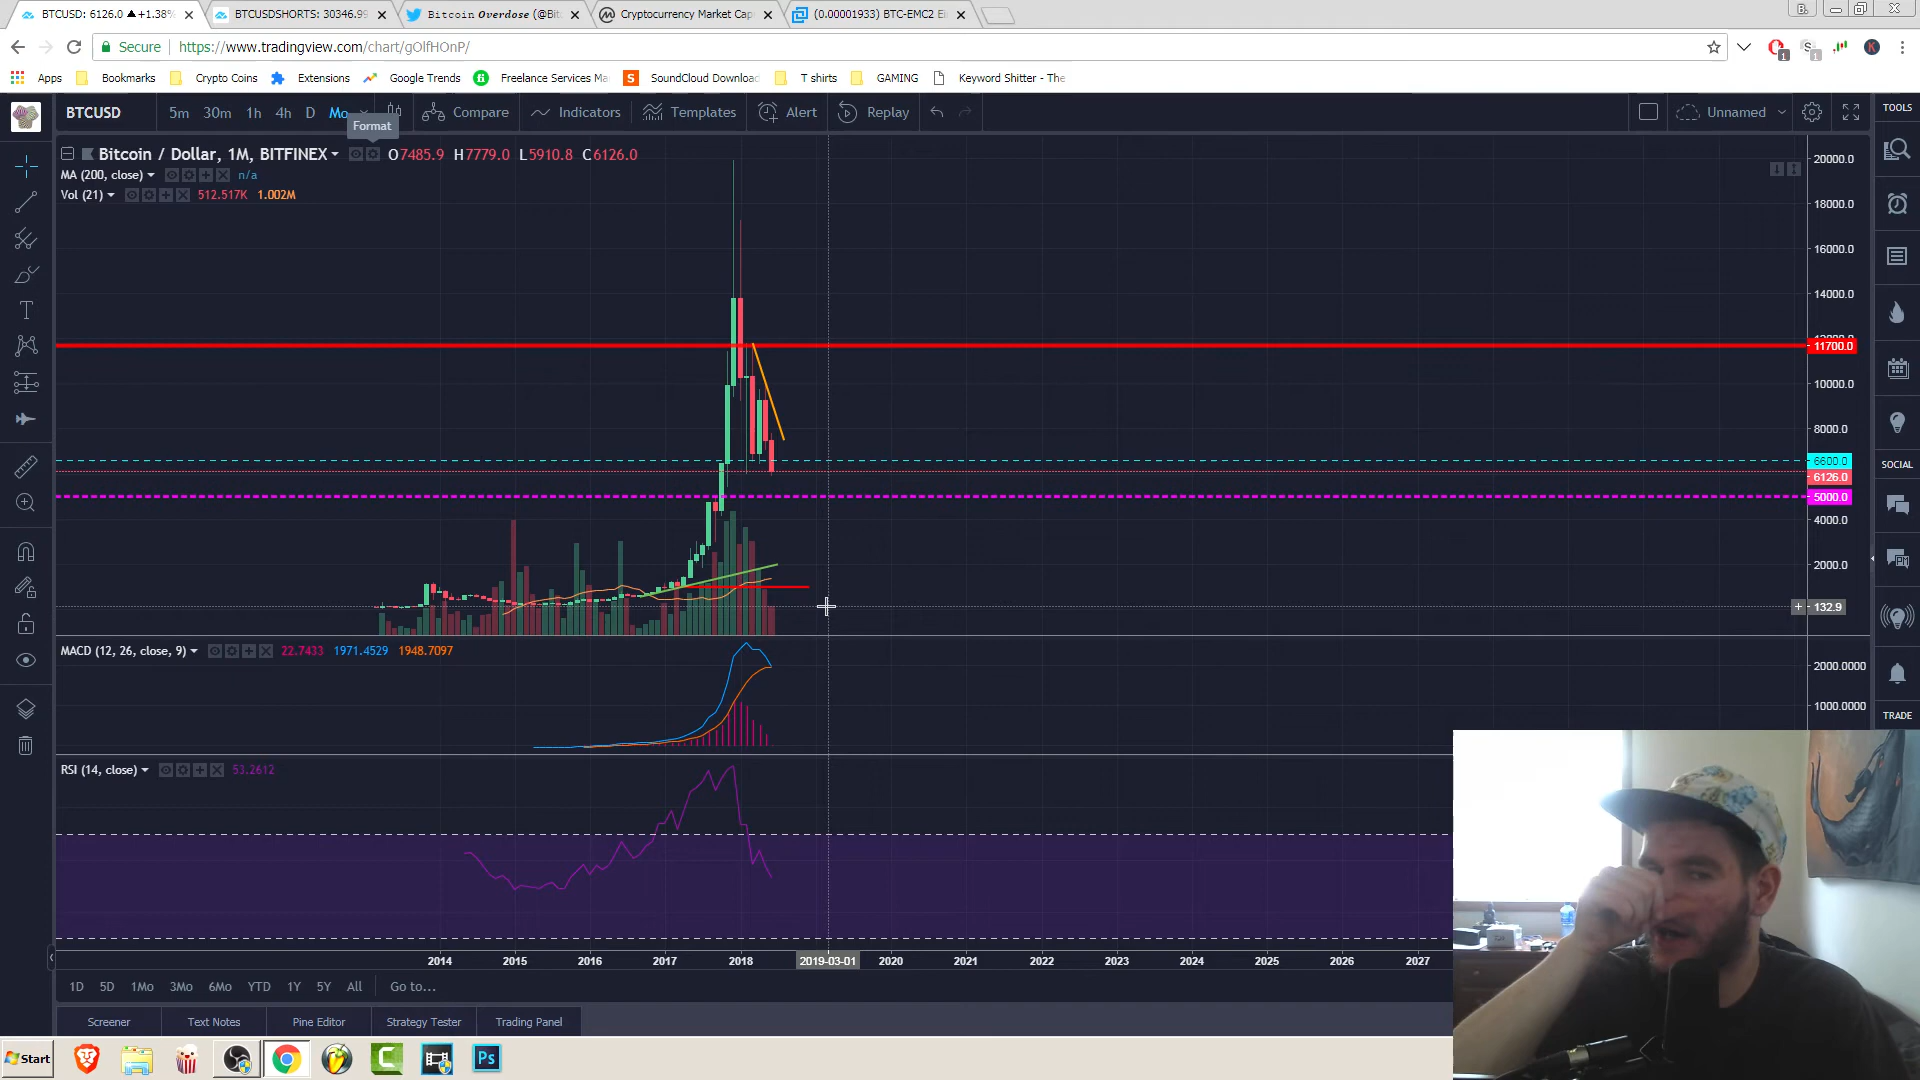 BTCUSD: 6126.0 ▲+1.38%
BTCUSDSHORTS: 30346.99
Bitcoin Overdose (@Bit
Cryptocurrency Market Cap
(0.00001933) BTC-EMC2 Ei
B.
Secure
https://www.tradingview.com/chart/gOlfHOnP/
1
S
1
K
Apps
Bookmarks
Crypto Coins
Extensions
Google Trends
Freelance Services Ma
SoundCloud Download
T shirts
GAMING
Keyword Shitter - The
BTCUSD
5m
30m
1h
4h
D
Mo
Compare
Indicators
Templates
Alert
Replay
Unnamed
TOOLS
Format
Bitcoin / Dollar, 1M, BITFINEX
O7485.9 H7779.0 L5910.8 C6126.0
MA (200, close)
n/a
Vol (21)
512.517K
1.002M
20000.0
18000.0
16000.0
14000.0
11700.0
10000.0
8000.0
6600.0
6126.0
5000.0
4000.0
2000.0
132.9
SOCIAL
TRADE
MACD (12, 26, close, 9)
22.7433
1971.4529
1948.7097
2000.0000
1000.0000
RSI (14, close)
53.2612
2014
2015
2016
2017
2018
2019-03-01
2020
2021
2022
2023
2024
2025
2026
2027
1D
5D
1Mo
3Mo
6Mo
YTD
1Y
5Y
All
Go to...
Screener
Text Notes
Pine Editor
Strategy Tester
Trading Panel
Start
Ps